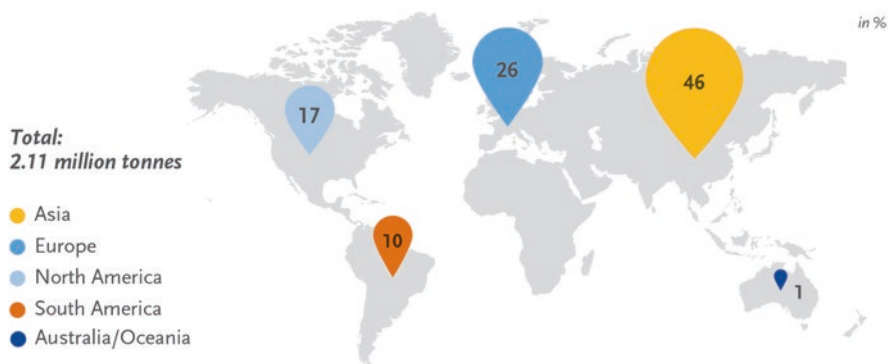 in %
26
46
17
Total:
2.11 million tonnes
Asia
Europe
10
North America
South America
1
Australia/Oceania